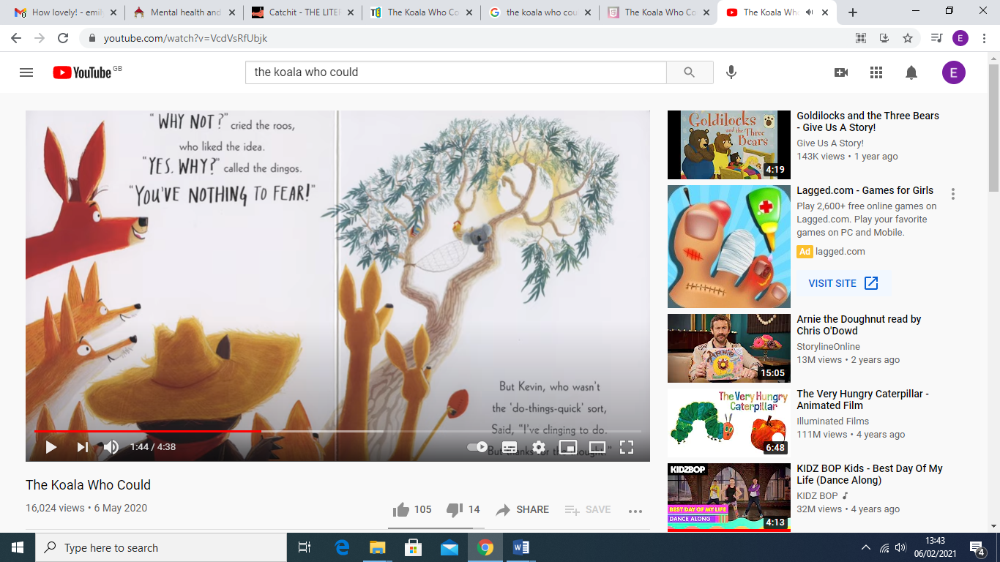 How lovely! - emily
Mental health and
Catchit - THE LITER
The Koala Who Co
the koala who coul
The Koala Who Co
The Koala Who
youtube.com/watch?v=VcdVsRfUbjk
E
YouTube GB
the koala who could
E
"WHY NOT?" cried the roos,
who liked the idea.
"YES. WHY?" called the dingos.
"YOU'VE NOTHING TO FEAR!"
But Kevin, who wasn't
the 'do-things-quick' sort,
Said, "I've clinging to do.
But thanks for the thought."
1:44 / 4:38
The Koala Who Could
16,024 views • 6 May 2020
105
14
SHARE
SAVE
Goldilocks
and the Three
Bears
4:19
Goldilocks and the Three Bears
- Give Us A Story!
Give Us A Story!
143K views • 1 year ago
Lagged.com - Games for Girls
Play 2,600+ free online games on
Lagged.com. Play your favorite
games on PC and Mobile.
Ad lagged.com
VISIT SITE
ARNIE
15:05
Arnie the Doughnut read by
Chris O'Dowd
StorylineOnline
13M views • 2 years ago
The Very Hungry
Caterpillar
6:48
The Very Hungry Caterpillar -
Animated Film
Illuminated Films
111M views • 4 years ago
KIDZBOP
BEST DAY OF MY LIFE
DANCE ALONG
4:13
KIDZ BOP Kids - Best Day Of My
Life (Dance Along)
KIDZ BOP
32M views • 4 years ago
Type here to search
13:43
06/02/2021
4